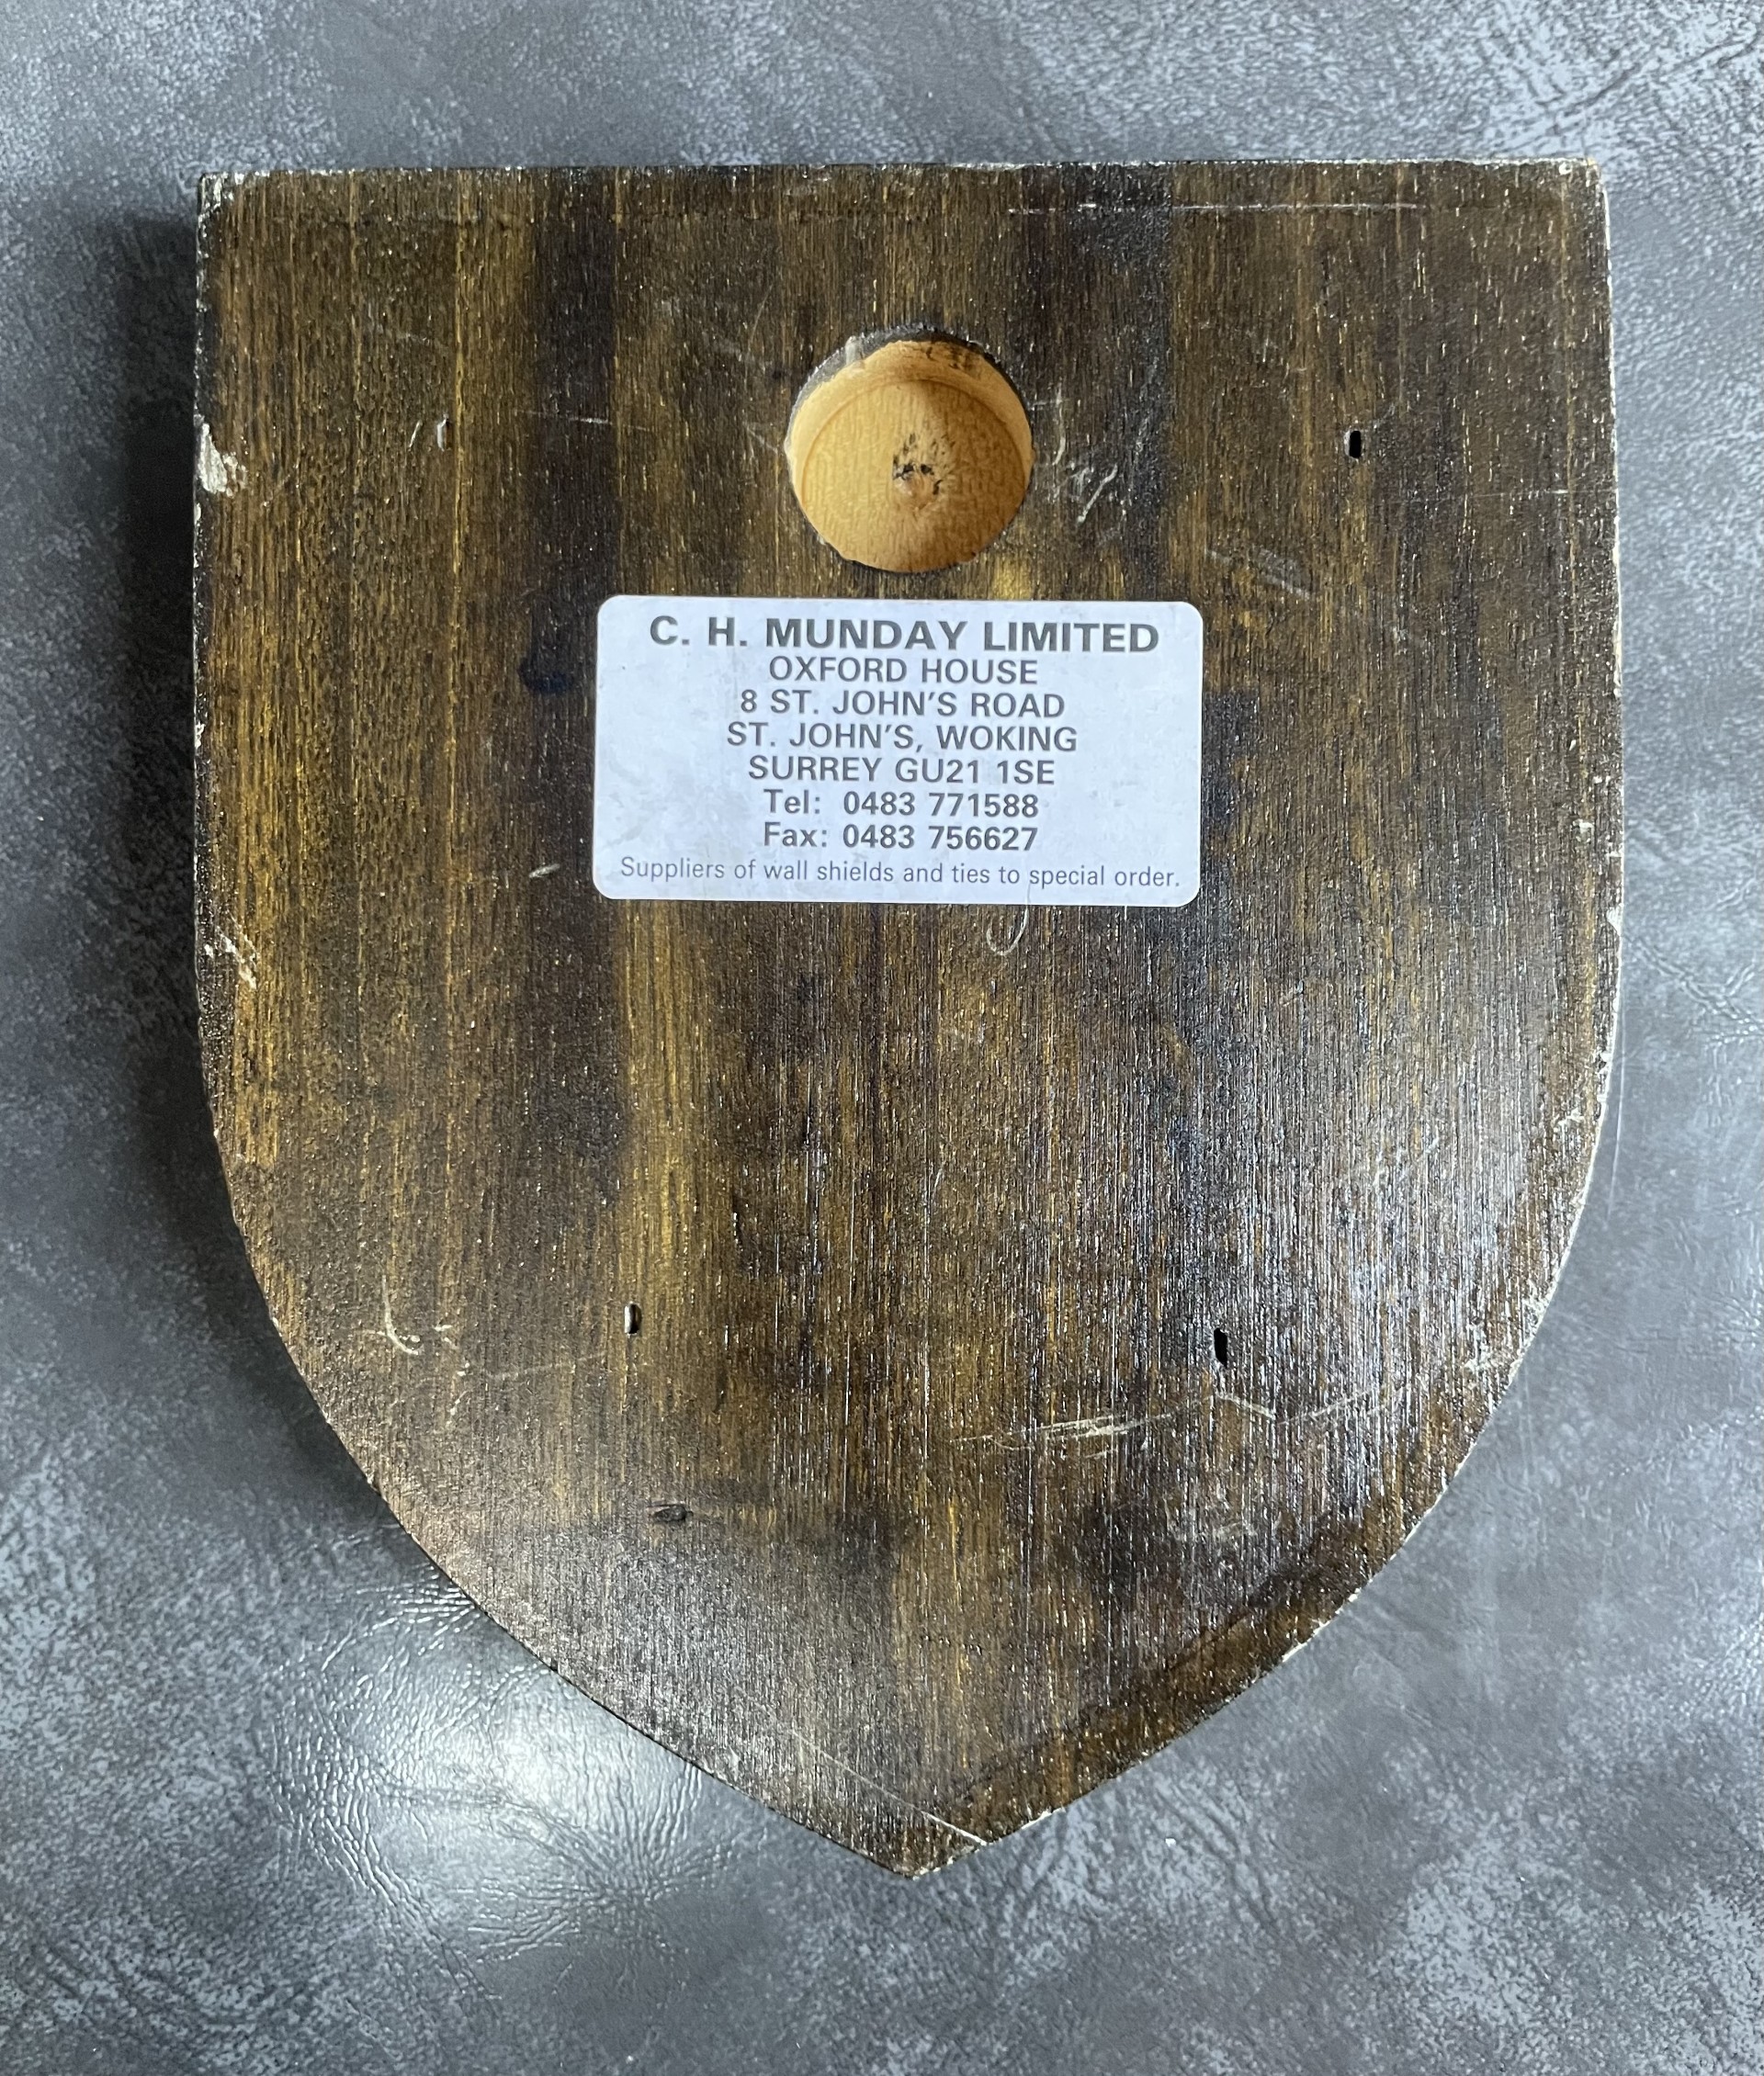 C. H. MUNDAY LIMITED
OXFORD HOUSE
8 ST. JOHN'S ROAD
ST. JOHN'S, WOKING
SURREY GU21 1SE
Tel: 0483 771588
Fax: 0483 756627
Suppliers of wall shields and ties to special order.